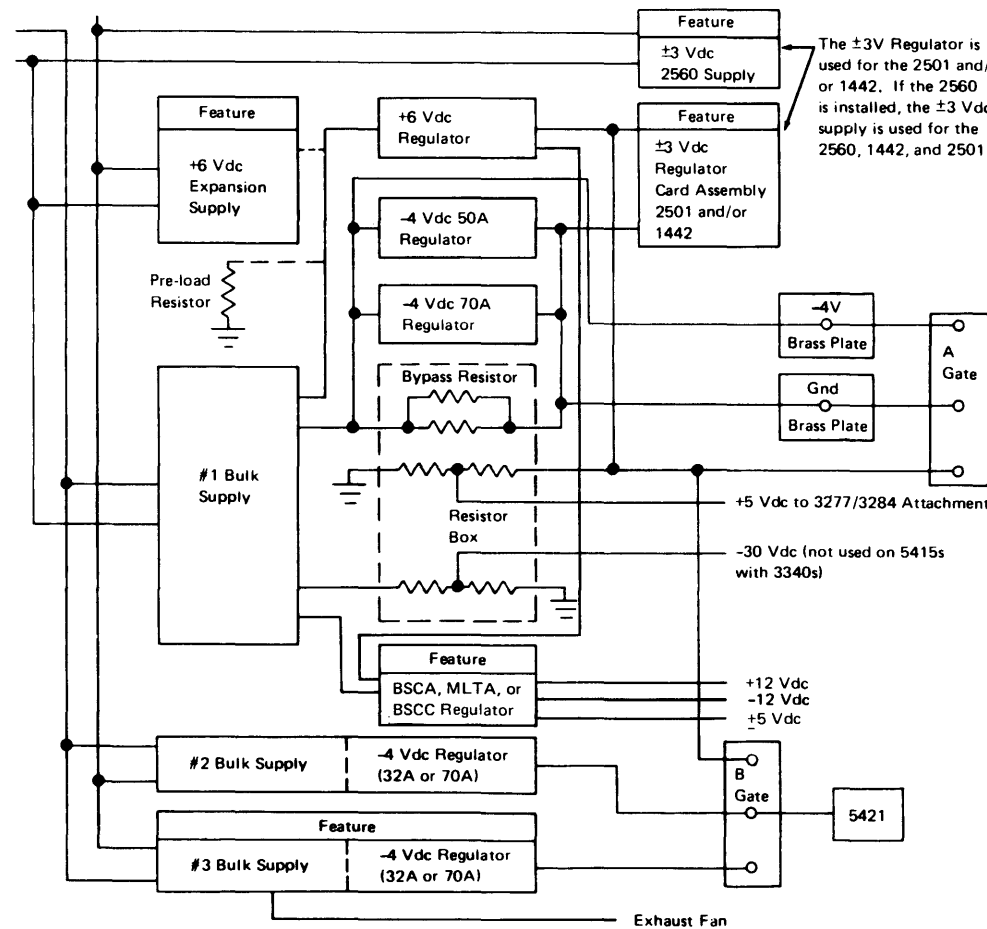 Feature
±3 Vdc
2560 Supply
The ±3V Regulator is
used for the 2501 and/
or 1442. If the 2560
is installed, the ±3 Vdc
supply is used for the
2560, 1442, and 2501
Feature
+6 Vdc
Expansion
Supply
+6 Vdc
Regulator
Feature
±3 Vdc
Regulator
Card Assembly
2501 and/or
1442
-4 Vdc 50A
Regulator
Pre-load
Resistor
-4 Vdc 70A
Regulator
-4V
Brass Plate
A
Gate
Gnd
Brass Plate
Bypass Resistor
#1 Bulk
Supply
Resistor
Box
+5 Vdc to 3277/3284 Attachment
-30 Vdc (not used on 5415s
with 3340s)
Feature
BSCA, MLTA, or
BSCC Regulator
+12 Vdc
-12 Vdc
±5 Vdc
#2 Bulk Supply
-4 Vdc Regulator
(32A or 70A)
B
Gate
5421
Feature
#3 Bulk Supply
-4 Vdc Regulator
(32A or 70A)
Exhaust Fan